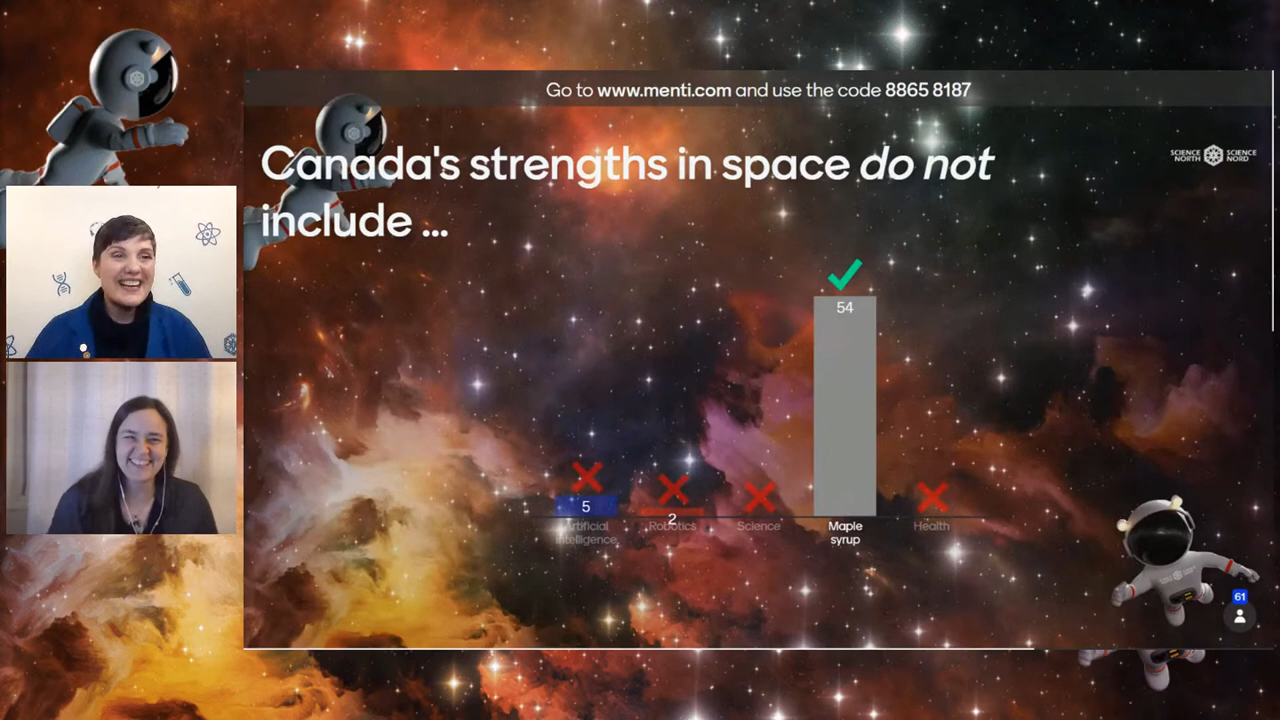 Go to www.menti.com and use the code 8865 8187
Canada's strengths in space do not
include ...
SCIENCE NORTH SCIENCE NORD
54
5
2
Artificial intelligence
Robotics
Science
Maple syrup
Health
61